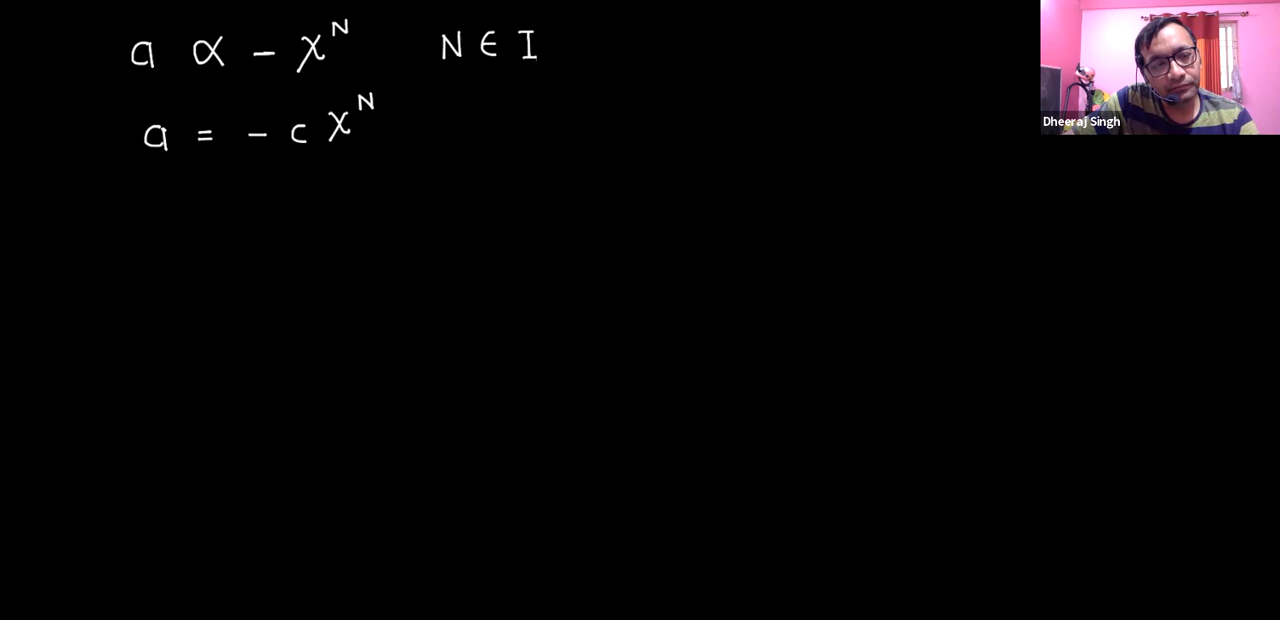 a α - x^N N ∈ I
a = - c x^N
Dheeraj Singh